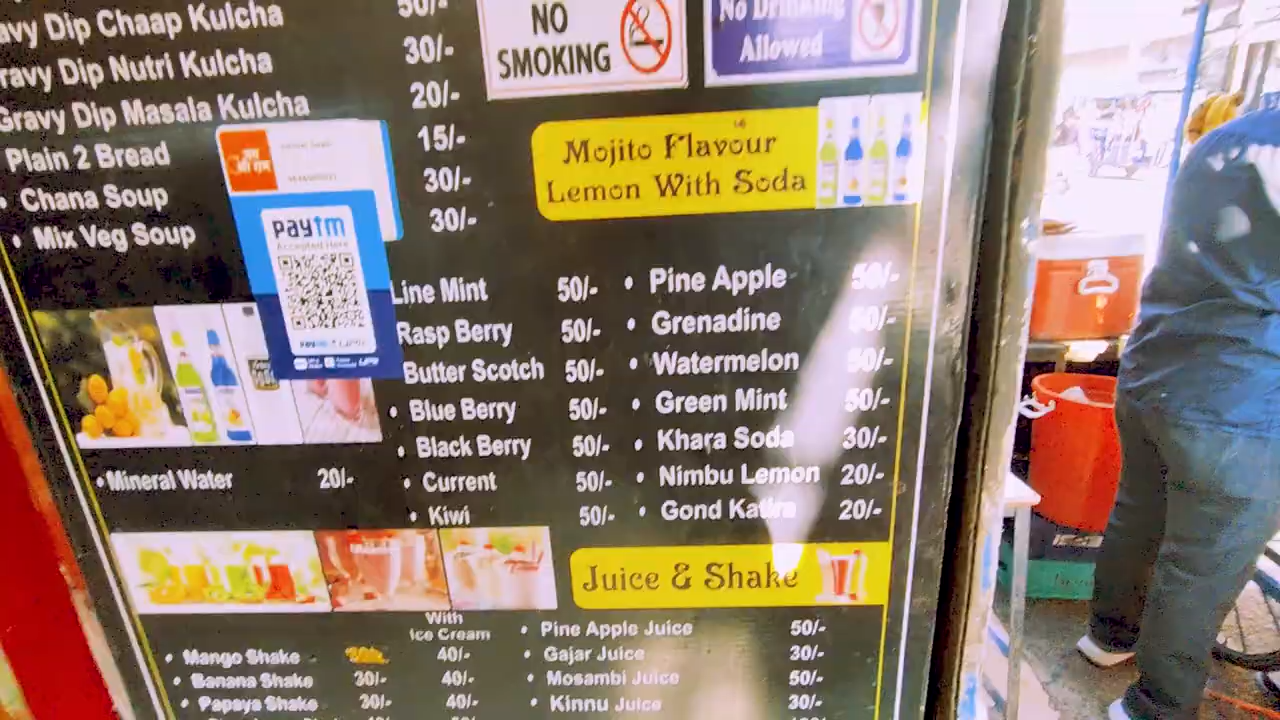 avy Dip Chaap Kulcha 50/-
ravy Dip Nutri Kulcha 30/-
Gravy Dip Masala Kulcha 20/-
Plain 2 Bread 15/-
• Chana Soup 30/-
• Mix Veg Soup 30/-
NO
SMOKING
No Drinking
Allowed
Mojito Flavour
Lemon With Soda
paytm
Accepted Here
Line Mint 50/-
Rasp Berry 50/-
Butter Scotch 50/-
• Blue Berry 50/-
• Black Berry 50/-
• Current 50/-
• Kiwi 50/-
• Pine Apple 50/-
• Grenadine 50/-
• Watermelon 50/-
• Green Mint 50/-
• Khara Soda 30/-
• Nimbu Lemon 20/-
• Gond Katira 20/-
• Mineral Water 20/-
Juice & Shake
With
Ice Cream
• Mango Shake 40/-
• Banana Shake 30/- 40/-
• Papaya Shake 30/- 40/-
• Pine Apple Juice 50/-
• Gajar Juice 30/-
• Mosambi Juice 50/-
• Kinnu Juice 30/-